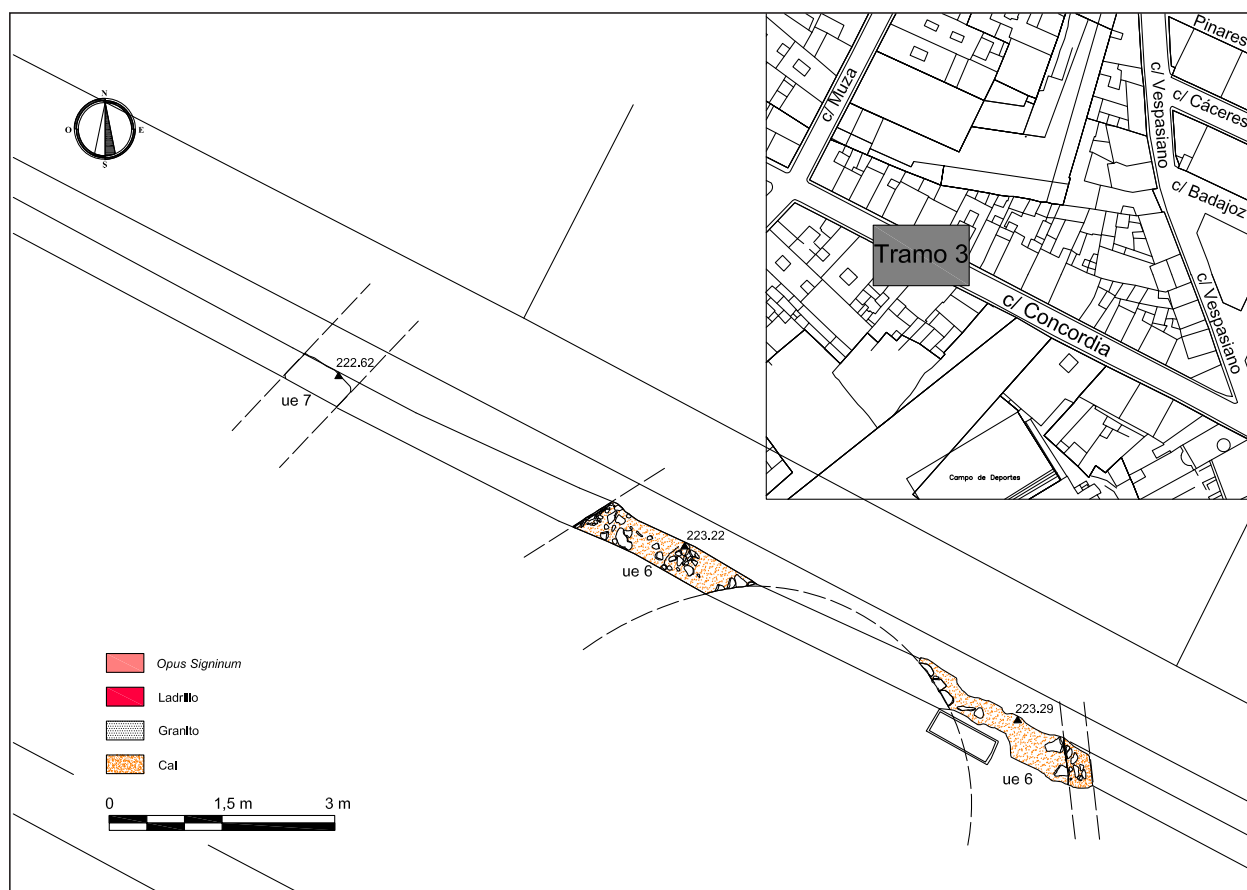 N
O
E
S
222.62
ue 7
223.22
ue 6
223.29
ue 6
Opus Signinum
Ladrillo
Granito
Cal
0
1,5 m
3 m
c/ Muza
Pinares
c/ Vespasiano
c/ Cáceres
c/ Badajoz
Tramo 3
c/ Concordia
c/ Vespasiano
Campo de Deportes